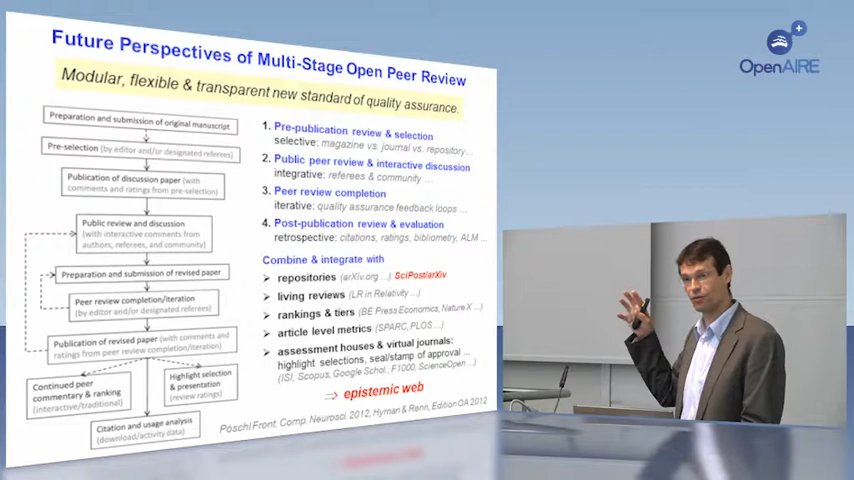 Future Perspectives of Multi-Stage Open Peer Review
Modular, flexible & transparent new standard of quality assurance.
Preparation and submission of original manuscript
Pre-selection (by editor and/or designated referees)
Publication of discussion paper (with
comments and ratings from pre-selection)
Public review and discussion
(with interactive comments from
authors, referees, and community)
Preparation and submission of revised paper
Peer review completion/iteration
(by editor and/or designated referees)
Publication of revised paper (with comments and
ratings from peer review completion/iteration)
Continued peer
commentary & ranking
(interactive/traditional)
Highlight selection
& presentation
(review ratings)
Citation and usage analysis
(download/activity data)
1. Pre-publication review & selection
selective: magazine vs. journal vs. repository ...
2. Public peer review & interactive discussion
integrative: referees & community ...
3. Peer review completion
iterative: quality assurance feedback loops ...
4. Post-publication review & evaluation
retrospective: citations, ratings, bibliometry, ALM ...
Combine & integrate with
➤ repositories (arXiv.org ...) SciPost/arXiv
➤ living reviews (LR in Relativity ...)
➤ rankings & tiers (BE Press Economics, Nature X ...)
➤ article level metrics (SPARC, PLOS ...)
➤ assessment houses & virtual journals:
highlight selections, seal/stamp of approval ...
(ISI, Scopus, Google Schol., F1000, ScienceOpen ...)
⇒ epistemic web
Pöschl Front. Comp. Neurosci. 2012, Hyman & Renn, Edition OA 2012
OpenAIRE